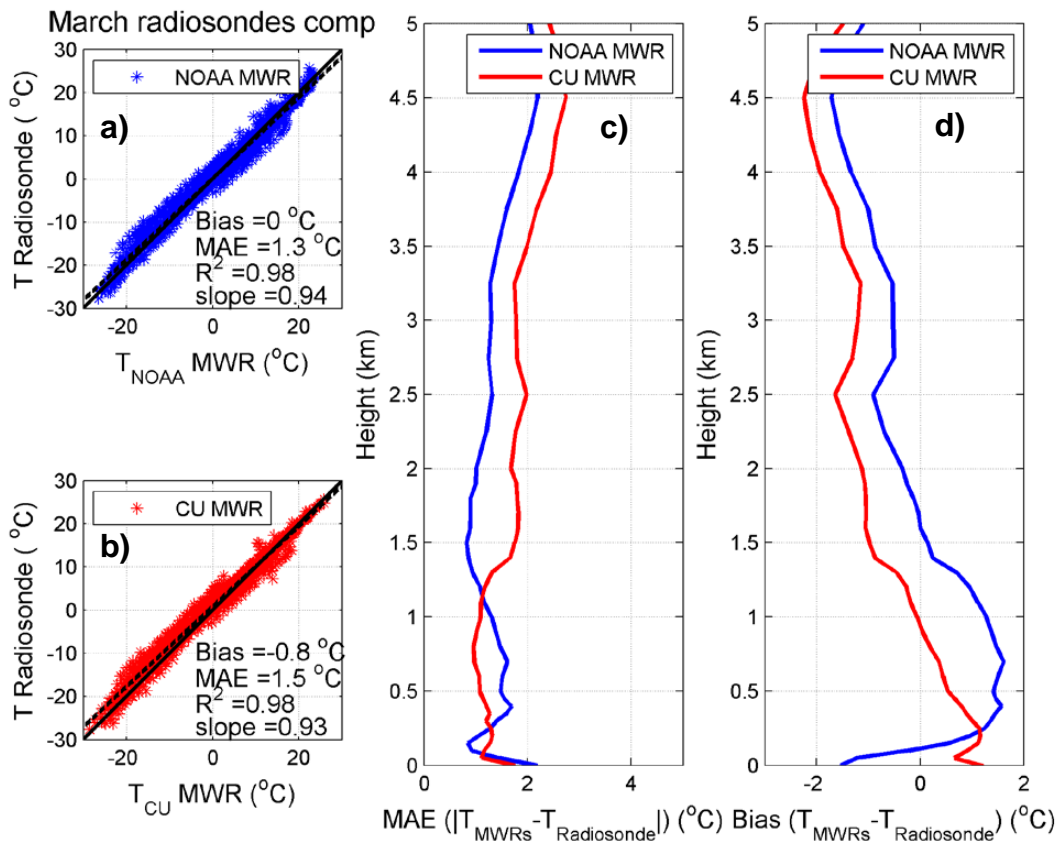 March radiosondes comp
T Radiosonde ( °C)
30
20
10
0
-10
-20
-30
NOAA MWR
a)
Bias =0 °C
MAE =1.3 °C
R² =0.98
slope =0.94
-20
0
20
T_NOAA MWR (°C)
T Radiosonde ( °C)
30
20
10
0
-10
-20
-30
CU MWR
b)
Bias=-0.8 °C
MAE =1.5 °C
R² =0.98
slope =0.93
-20
0
20
T_CU MWR (°C)
Height (km)
5
4.5
4
3.5
3
2.5
2
1.5
1
0.5
0
NOAA MWR
CU MWR
c)
0
2
4
MAE (|T_MWRs-T_Radiosonde|) (°C)
Height (km)
5
4.5
4
3.5
3
2.5
2
1.5
1
0.5
0
NOAA MWR
CU MWR
d)
-2
0
2
Bias (T_MWRs-T_Radiosonde) (°C)